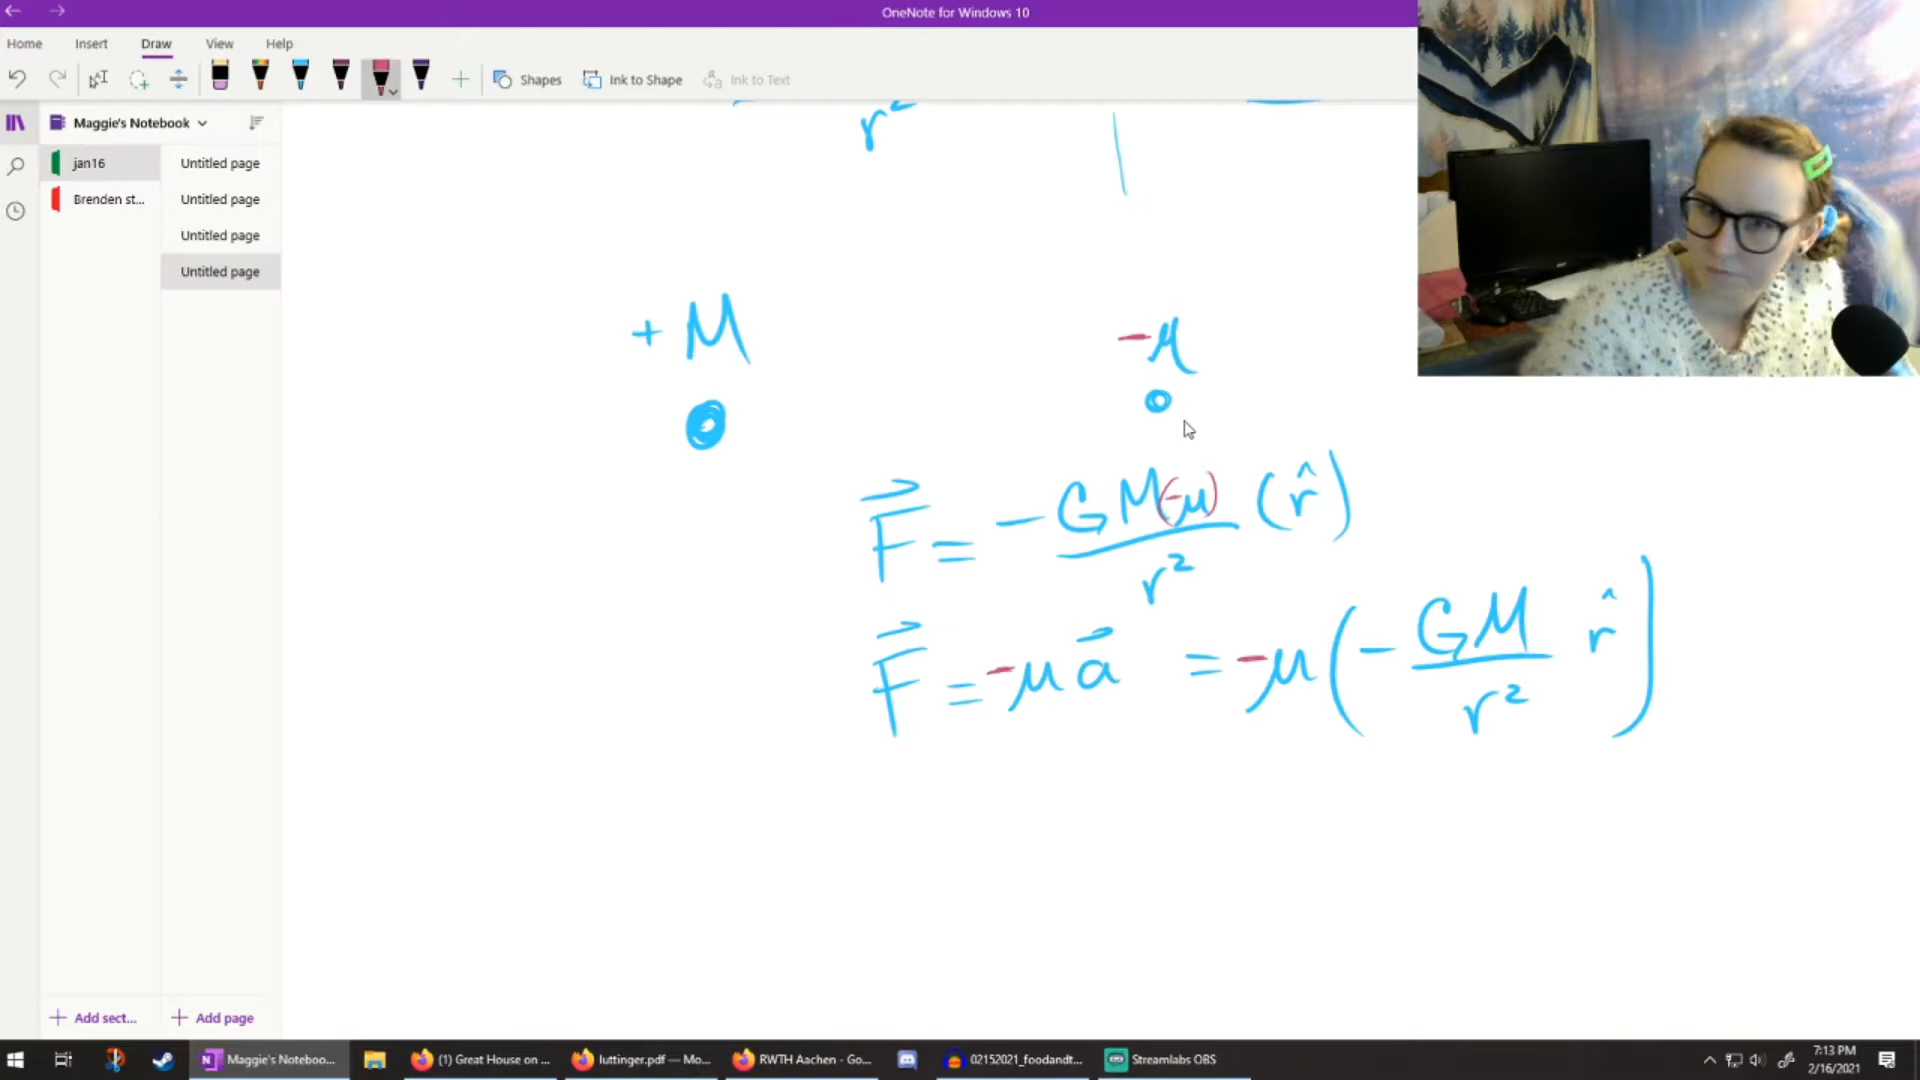 OneNote for Windows 10
Home Insert Draw View Help
Shapes Ink to Shape Ink to Text
Maggie's Notebook
jan16
Brenden st...
Untitled page
Untitled page
Untitled page
Untitled page
r²
+ M
-μ
F⃗ = - GM(-μ)/r² (r̂)
F⃗ = -μa⃗ = -μ(- GM/r² r̂)
+ Add sect...
+ Add page
Maggie's Noteboo...
(1) Great House on ...
luttinger.pdf — Mo...
RWTH Aachen - Go...
02152021_foodandt...
Streamlabs OBS
7:13 PM
2/16/2021